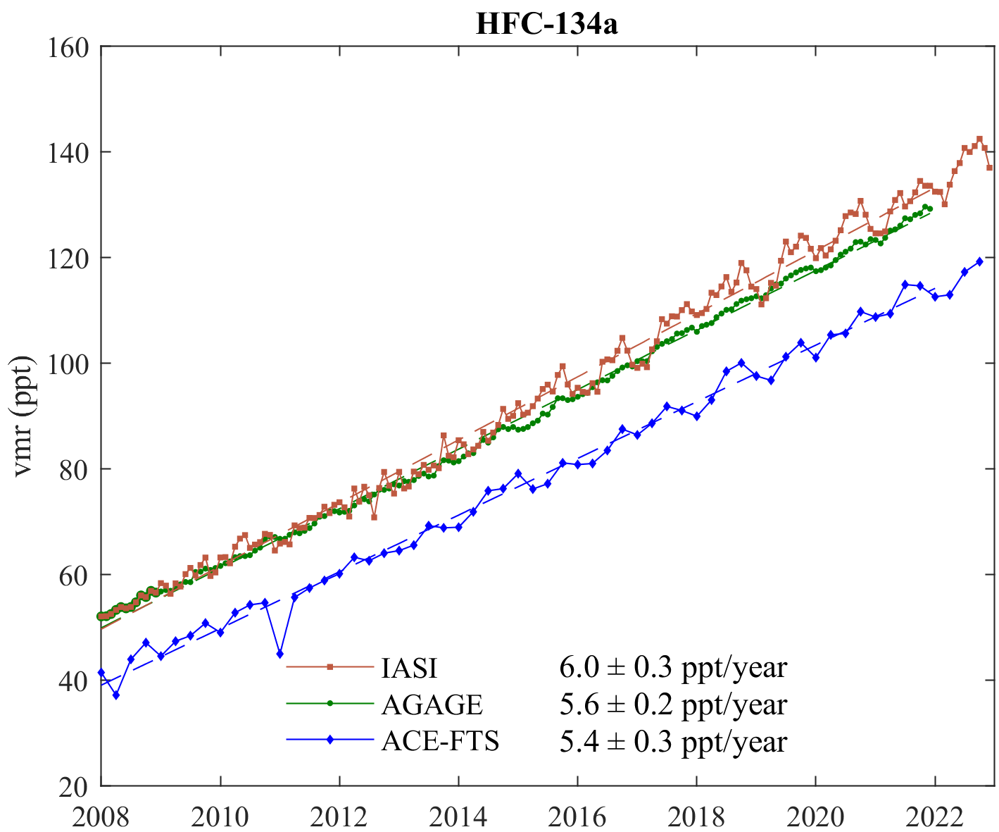 HFC-134a
160
140
120
100
80
60
40
20
vmr (ppt)
IASI 6.0 ± 0.3 ppt/year
AGAGE 5.6 ± 0.2 ppt/year
ACE-FTS 5.4 ± 0.3 ppt/year
2008 2010 2012 2014 2016 2018 2020 2022